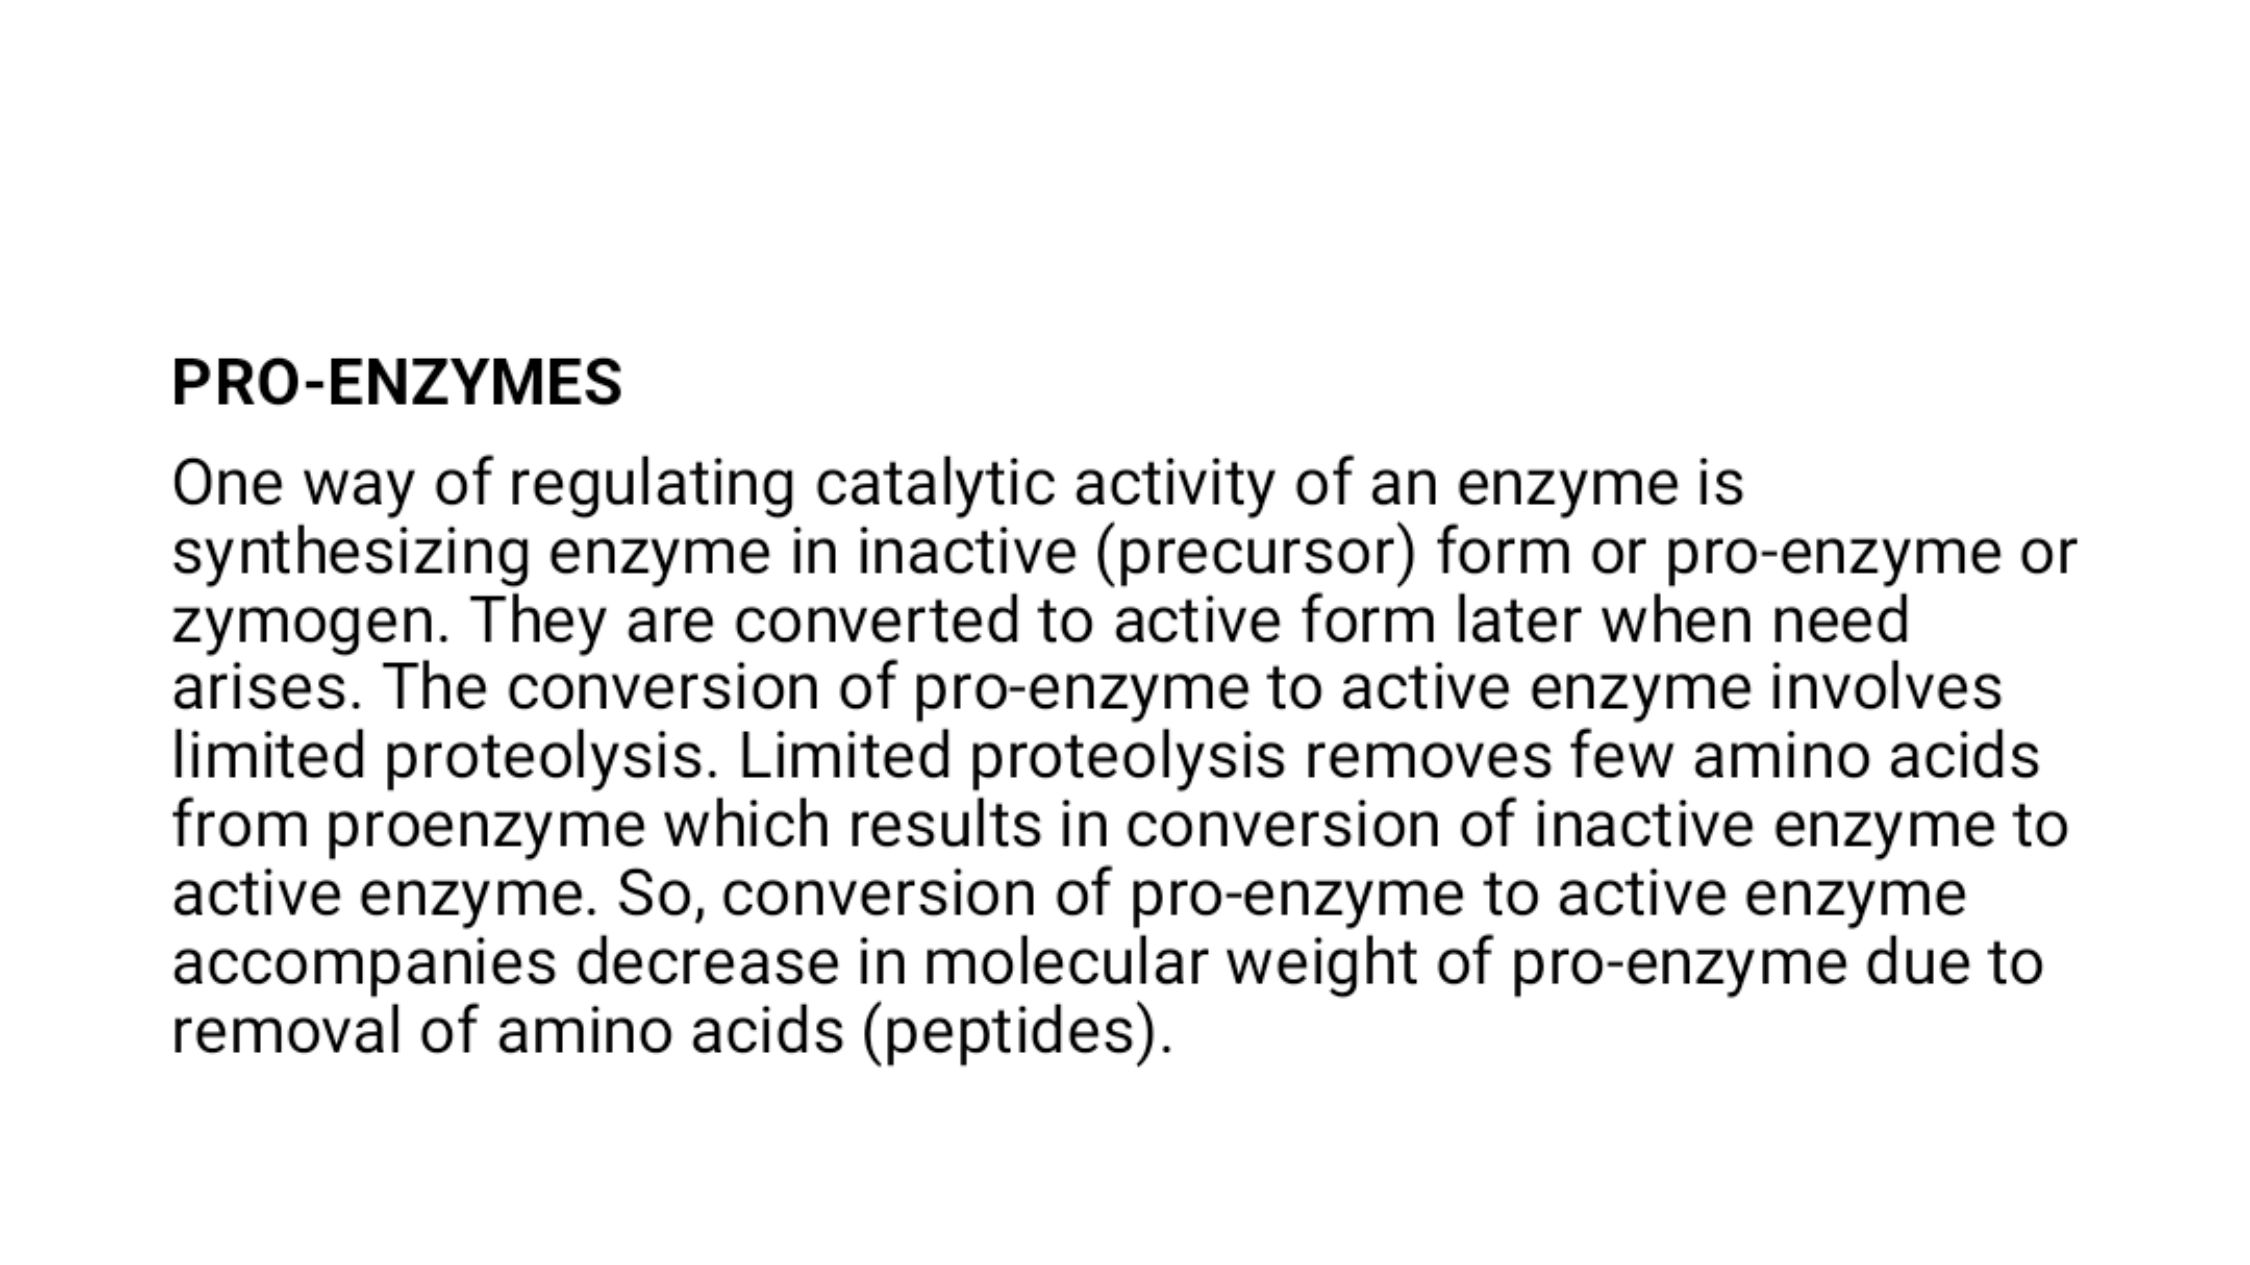 PRO-ENZYMES
One way of regulating catalytic activity of an enzyme is
synthesizing enzyme in inactive (precursor) form or pro-enzyme or
zymogen. They are converted to active form later when need
arises. The conversion of pro-enzyme to active enzyme involves
limited proteolysis. Limited proteolysis removes few amino acids
from proenzyme which results in conversion of inactive enzyme to
active enzyme. So, conversion of pro-enzyme to active enzyme
accompanies decrease in molecular weight of pro-enzyme due to
removal of amino acids (peptides).